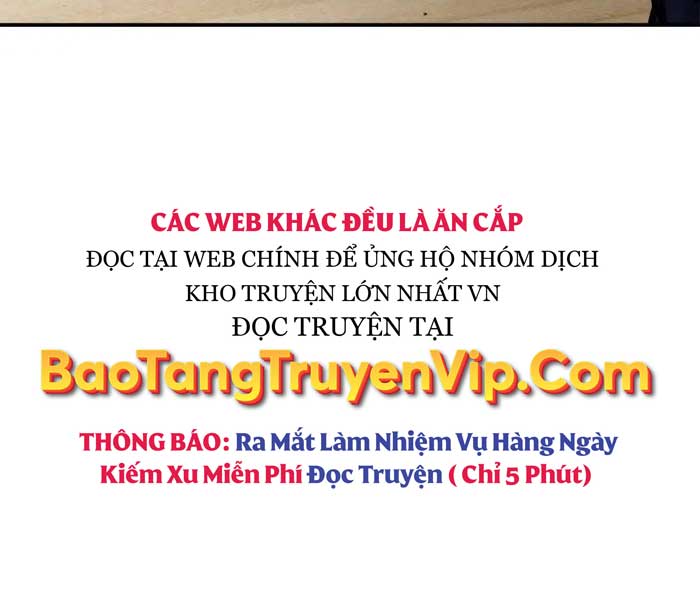 CÁC WEB KHÁC ĐỀU LÀ ĂN CẮP
ĐỌC TẠI WEB CHÍNH ĐỂ ỦNG HỘ NHÓM DỊCH
KHO TRUYỆN LỚN NHẤT VN
ĐỌC TRUYỆN TẠI
BaoTangTruyenVip.Com
THÔNG BÁO: Ra Mắt Làm Nhiệm Vụ Hàng Ngày
Kiếm Xu Miễn Phí Đọc Truyện ( Chỉ 5 Phút)